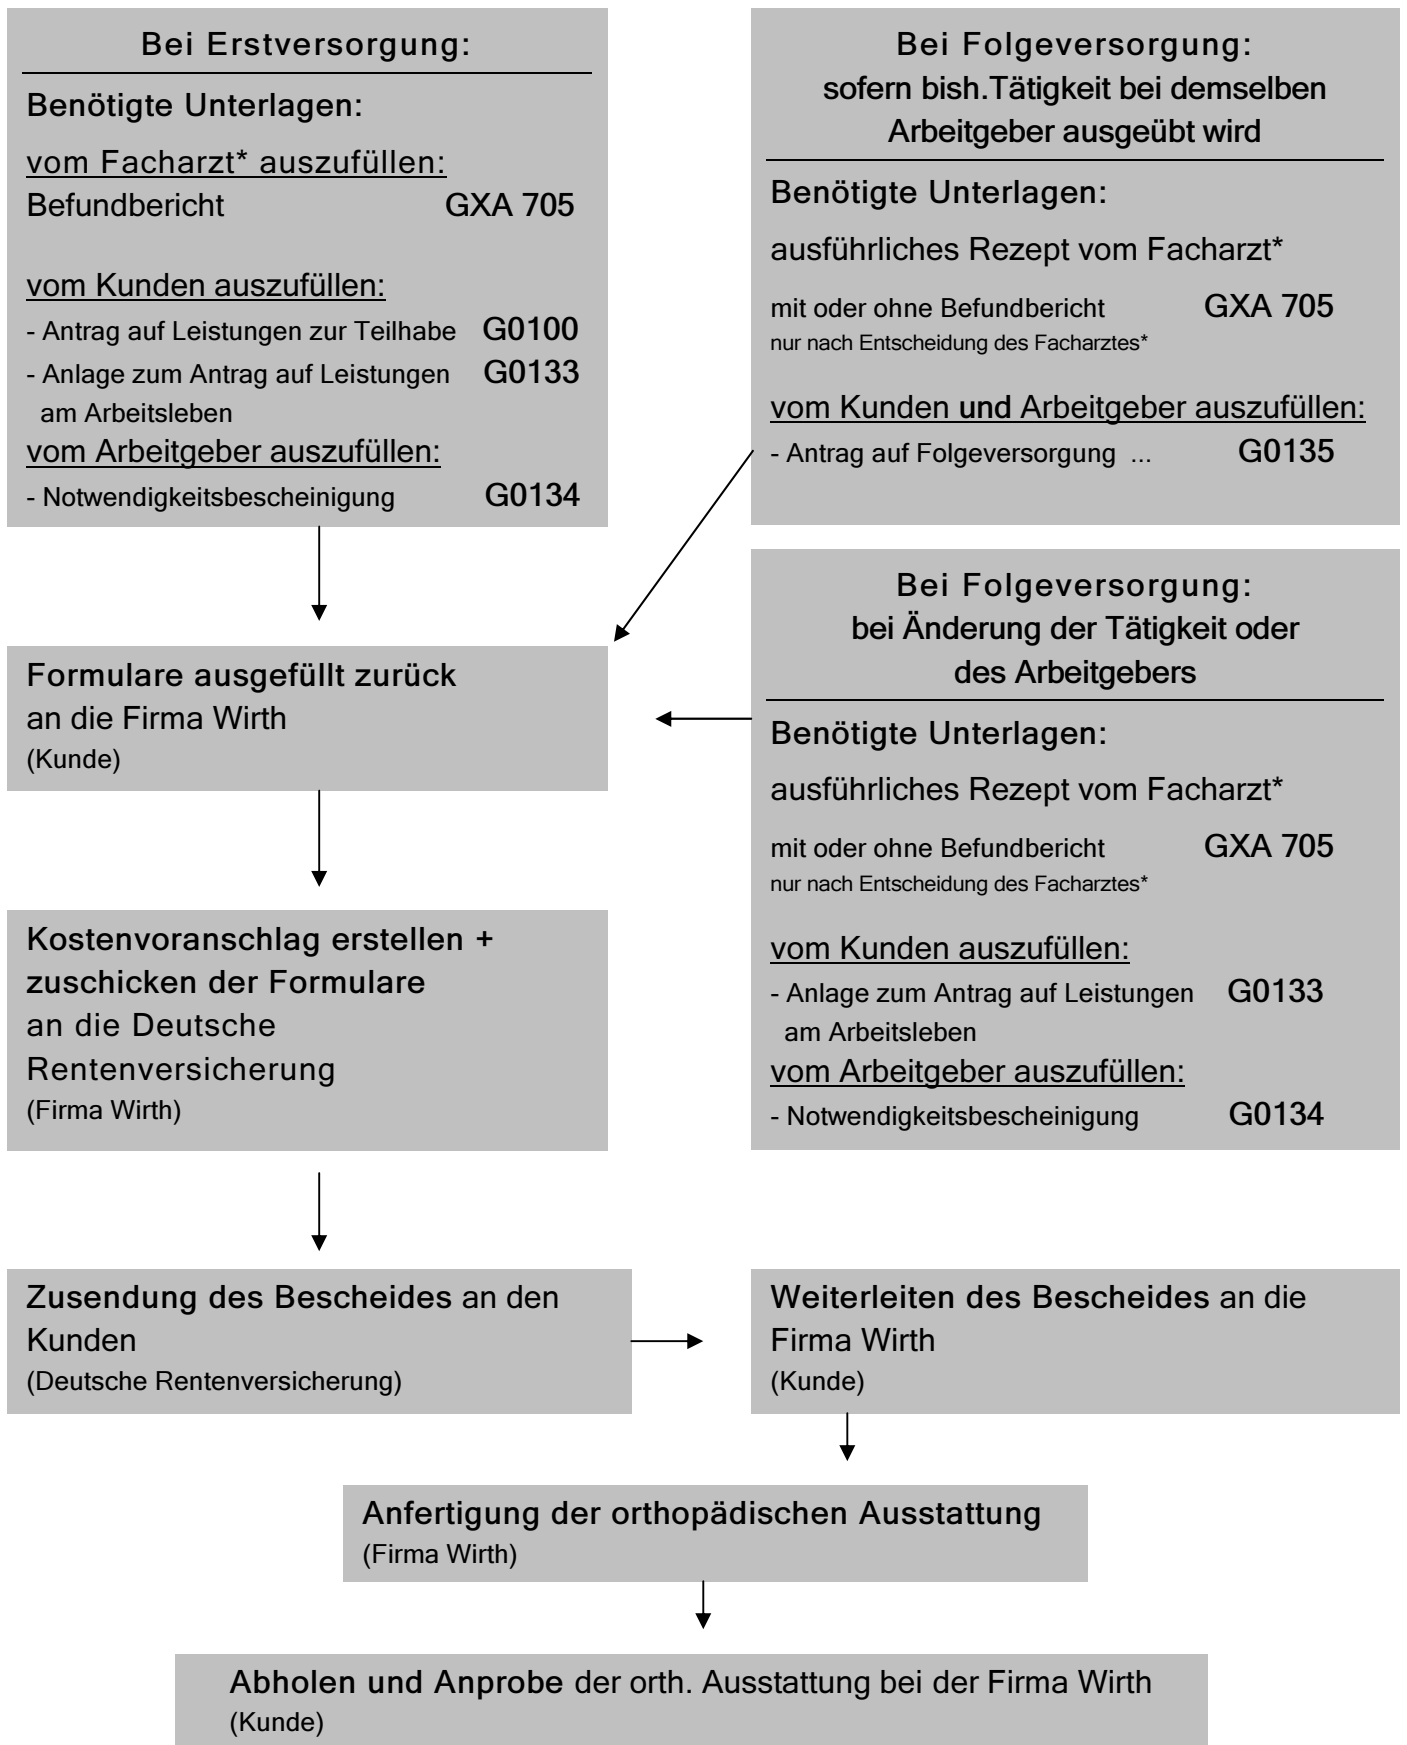 Bei Erstversorgung:
Benötigte Unterlagen:
vom Facharzt* auszufüllen:
Befundbericht GXA 705
vom Kunden auszufüllen:
- Antrag auf Leistungen zur Teilhabe G0100
- Anlage zum Antrag auf Leistungen G0133
am Arbeitsleben
vom Arbeitgeber auszufüllen:
- Notwendigkeitsbescheinigung G0134
Bei Folgeversorgung:
sofern bish.Tätigkeit bei demselben
Arbeitgeber ausgeübt wird
Benötigte Unterlagen:
ausführliches Rezept vom Facharzt*
mit oder ohne Befundbericht GXA 705
nur nach Entscheidung des Facharztes*
vom Kunden und Arbeitgeber auszufüllen:
- Antrag auf Folgeversorgung ... G0135
Bei Folgeversorgung:
bei Änderung der Tätigkeit oder
des Arbeitgebers
Benötigte Unterlagen:
ausführliches Rezept vom Facharzt*
mit oder ohne Befundbericht GXA 705
nur nach Entscheidung des Facharztes*
vom Kunden auszufüllen:
- Anlage zum Antrag auf Leistungen G0133
am Arbeitsleben
vom Arbeitgeber auszufüllen:
- Notwendigkeitsbescheinigung G0134
Formulare ausgefüllt zurück
an die Firma Wirth
(Kunde)
Kostenvoranschlag erstellen +
zuschicken der Formulare
an die Deutsche
Rentenversicherung
(Firma Wirth)
Zusendung des Bescheides an den
Kunden
(Deutsche Rentenversicherung)
Weiterleiten des Bescheides an die
Firma Wirth
(Kunde)
Anfertigung der orthopädischen Ausstattung
(Firma Wirth)
Abholen und Anprobe der orth. Ausstattung bei der Firma Wirth
(Kunde)